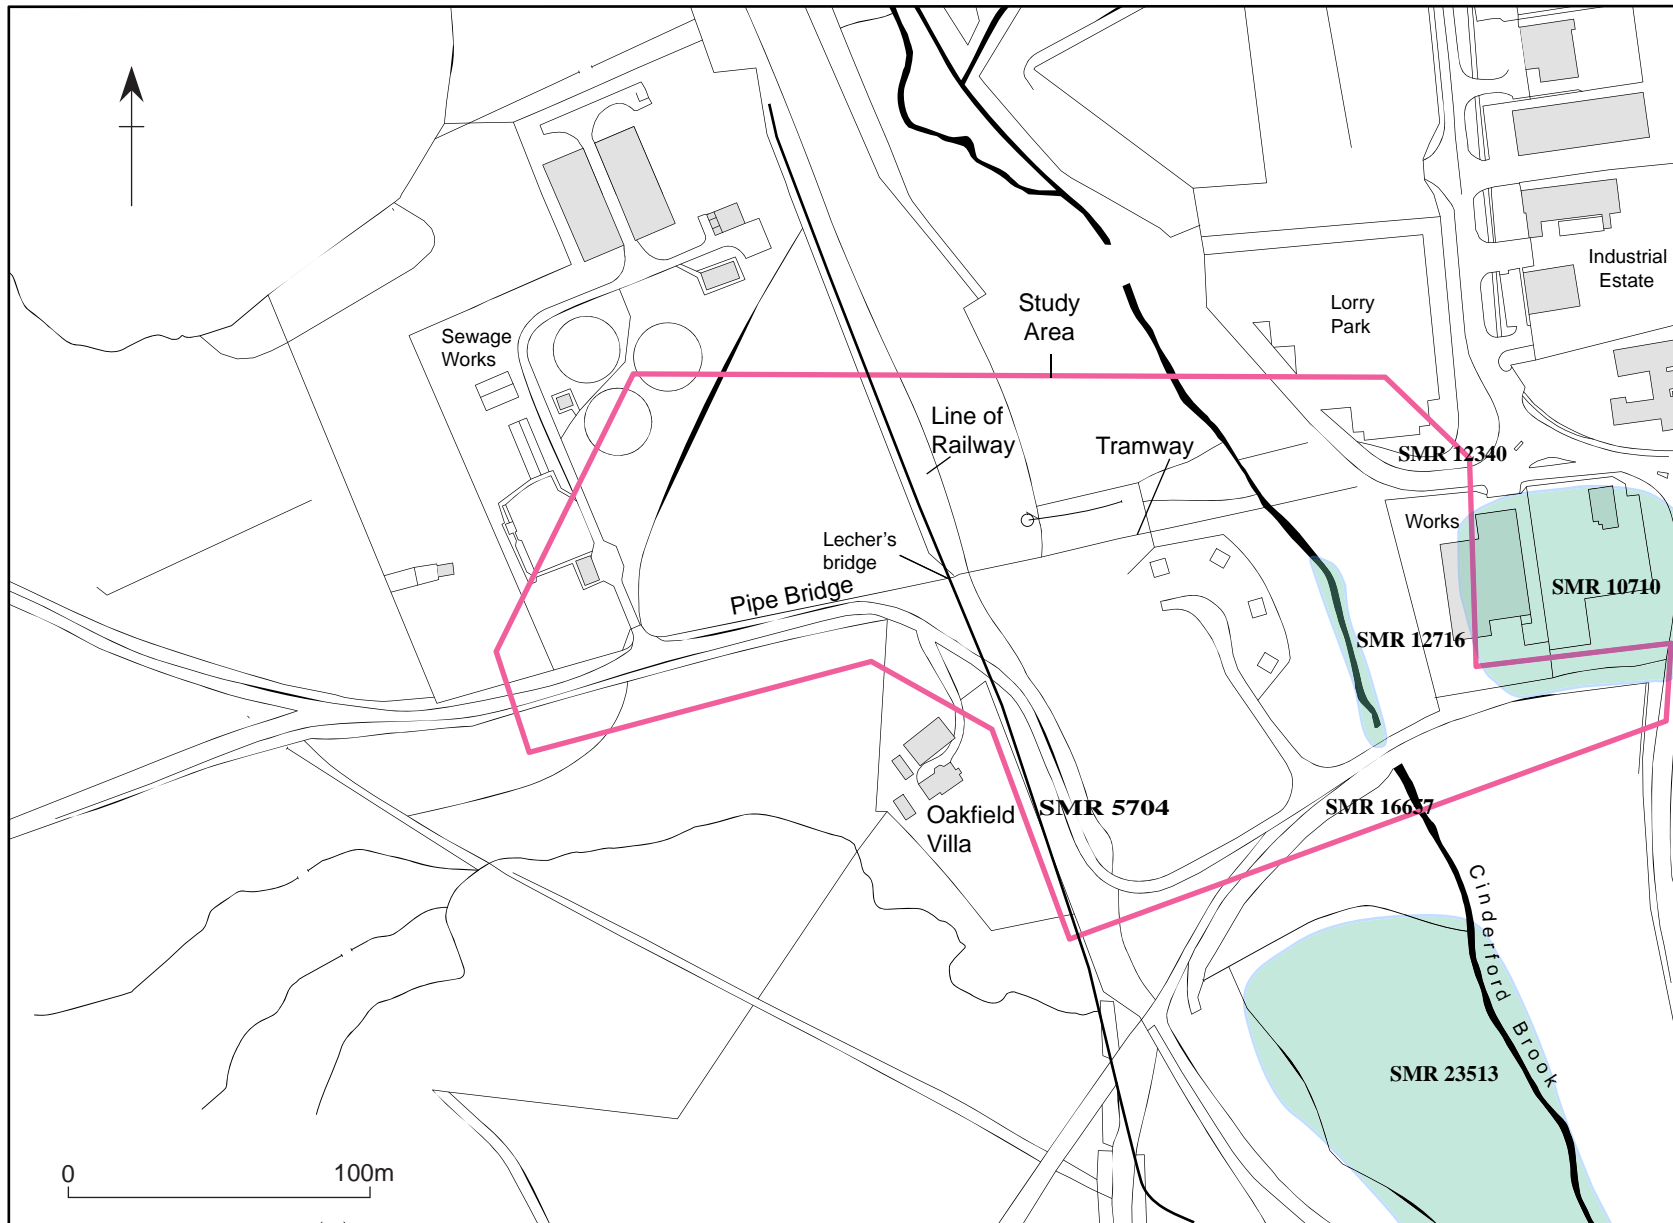 Industrial
Estate
Study
Area
Lorry
Park
Sewage
Works
Line of
Railway
Tramway
SMR 12340
Works
Lecher's
bridge
Pipe Bridge
SMR 10710
SMR 12716
Oakfield
Villa
SMR 5704
SMR 16657
Cinderford Brook
SMR 23513
0 100m